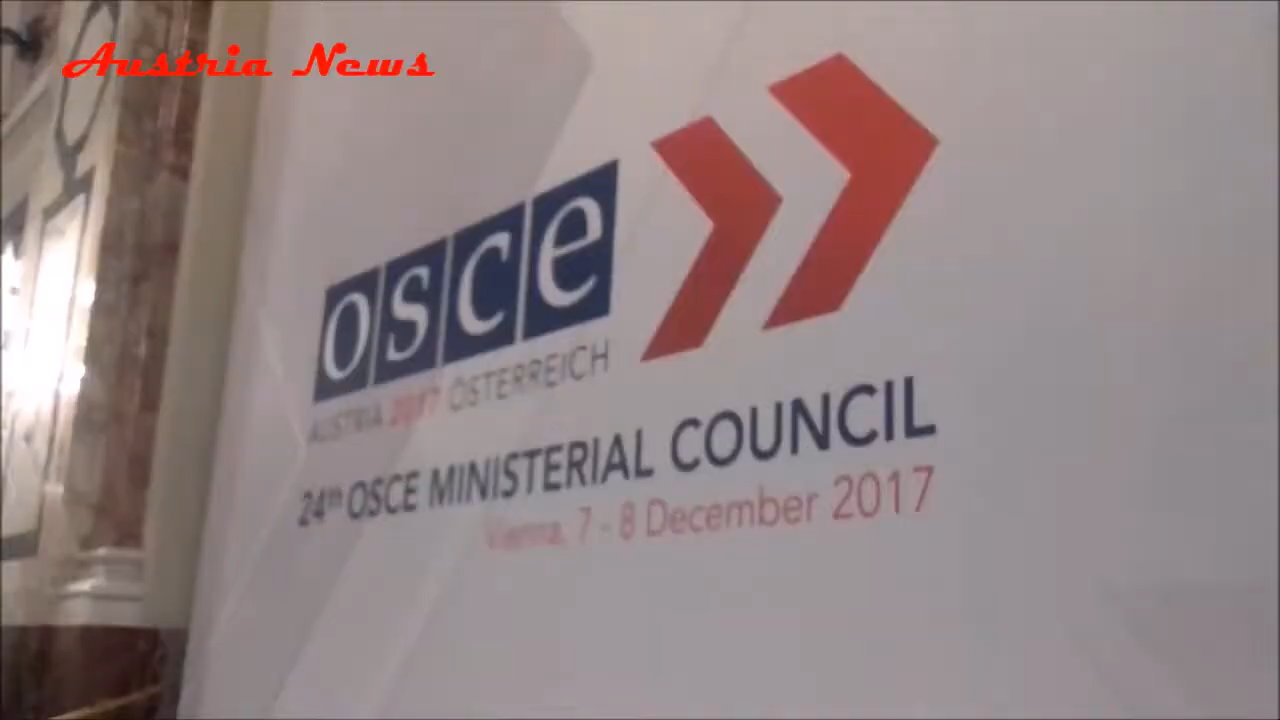 Austria News
osce
AUSTRIA 2017 ÖSTERREICH
24th OSCE MINISTERIAL COUNCIL
Vienna, 7 - 8 December 2017